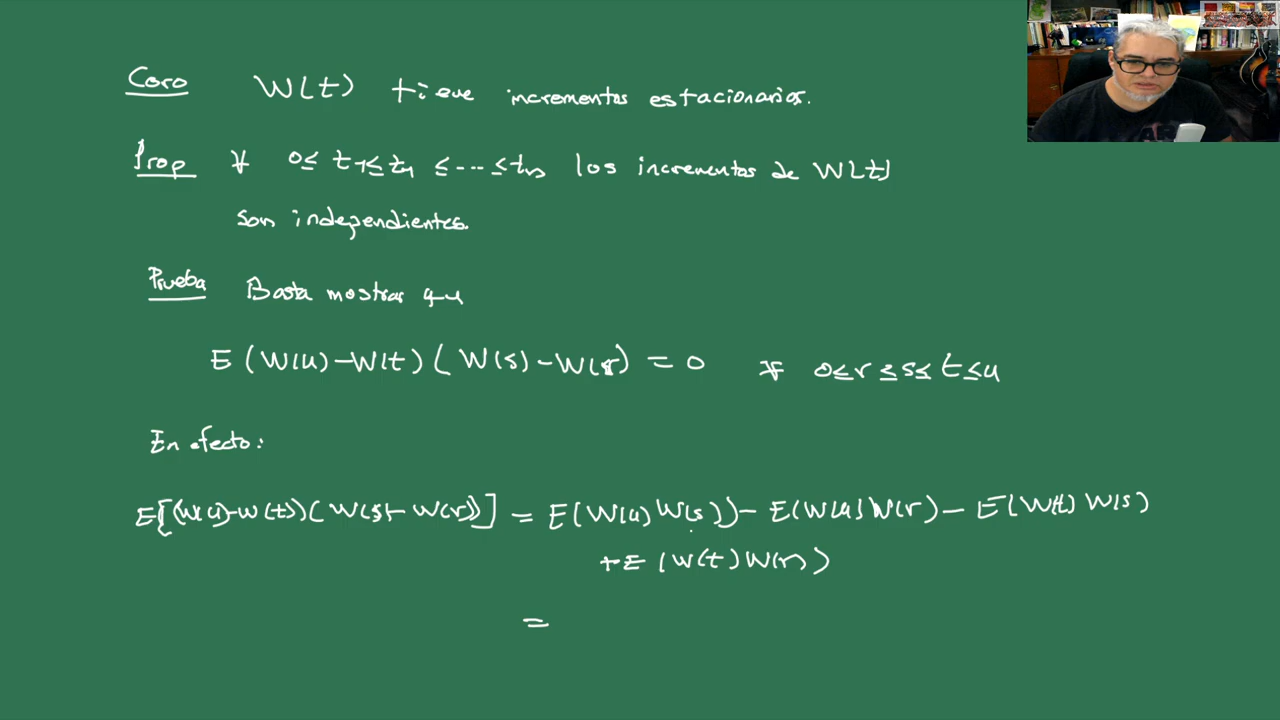 Coro W(t) tiene incrementos estacionarios.
Prop ∀ 0≤ t₁≤t₁ ≤---≤tₙ los incrementos de W(t)
son independientes.
Prueba Basta mostrar que
E (W(u)-W(t)) (W(s)-W(r)) = 0 ∀ 0≤r≤s≤t≤u
En efecto:
E[(W(u)-W(t))(W(s)-W(r))] = E(W(u)W(s))- E(W(u)W(r)- E(W(t)W(s)
+E (W(t)W(r))
=